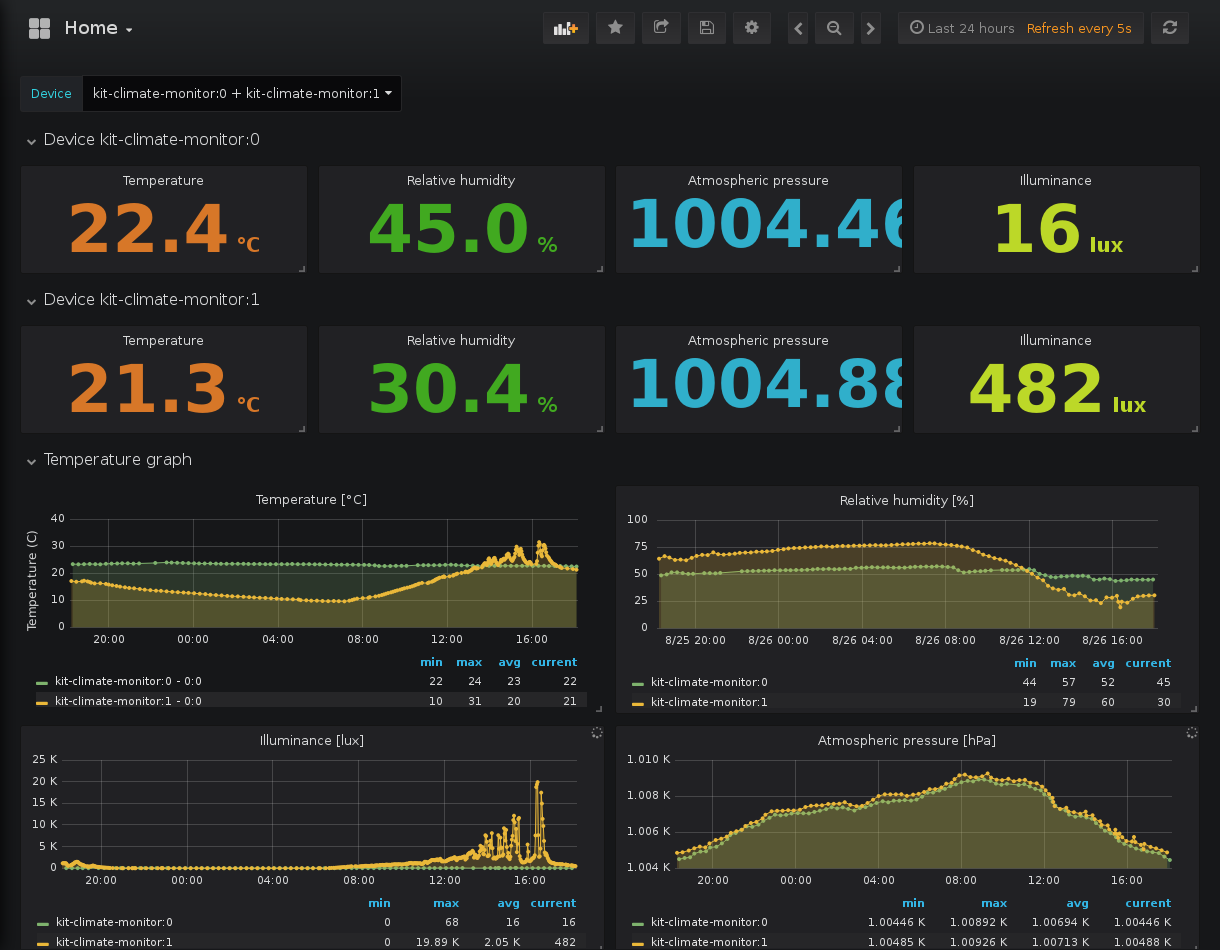 Home
Last 24 hours Refresh every 5s
Device kit-climate-monitor:0 + kit-climate-monitor:1
Device kit-climate-monitor:0
Temperature Relative humidity Atmospheric pressure Illuminance
22.4 °C 45.0 % 1004.46 16 lux
Device kit-climate-monitor:1
Temperature Relative humidity Atmospheric pressure Illuminance
21.3 °C 30.4 % 1004.88 482 lux
Temperature graph
Temperature [°C]
Temperature (C)
40
30
20
10
0
20:00 00:00 04:00 08:00 12:00 16:00
min max avg current
kit-climate-monitor:0 - 0:0 22 24 23 22
kit-climate-monitor:1 - 0:0 10 31 20 21
Relative humidity [%]
100
75
50
25
0
8/25 20:00 8/26 00:00 8/26 04:00 8/26 08:00 8/26 12:00 8/26 16:00
min max avg current
kit-climate-monitor:0 44 57 52 45
kit-climate-monitor:1 19 79 60 30
Illuminance [lux]
25 K
20 K
15 K
10 K
5 K
0
20:00 00:00 04:00 08:00 12:00 16:00
min max avg current
kit-climate-monitor:0 0 68 16 16
kit-climate-monitor:1 0 19.89 K 2.05 K 482
Atmospheric pressure [hPa]
1.010 K
1.008 K
1.006 K
1.004 K
20:00 00:00 04:00 08:00 12:00 16:00
min max avg current
kit-climate-monitor:0 1.00446 K 1.00892 K 1.00694 K 1.00446 K
kit-climate-monitor:1 1.00485 K 1.00926 K 1.00713 K 1.00488 K